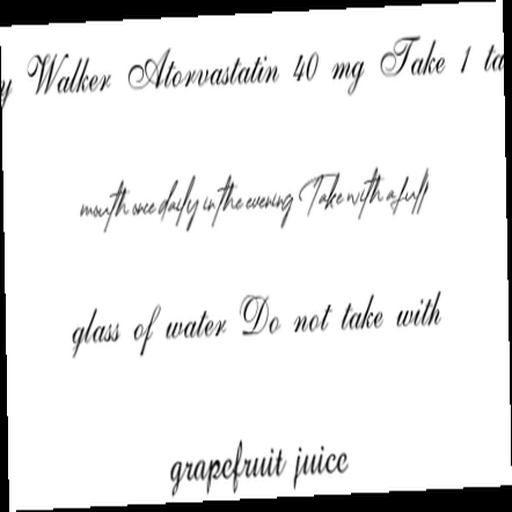 y Walker Atorvastatin 40 mg Take 1 ta
mouth once daily in the evening Take with a full
glass of water Do not take with
grapefruit juice